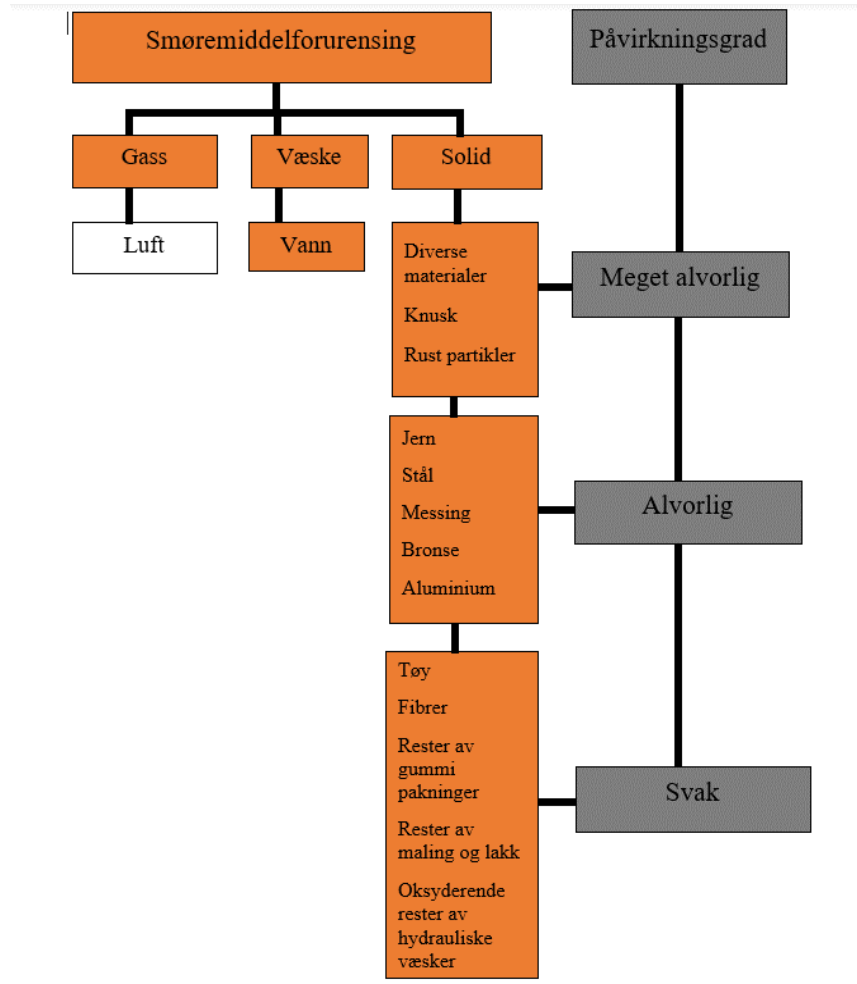 Smøremiddelforurensing
Påvirkningsgrad
Gass
Væske
Solid
Luft
Vann
Diverse
materialer
Knusk
Rust partikler
Meget alvorlig
Jern
Stål
Messing
Bronse
Aluminium
Alvorlig
Tøy
Fibrer
Rester av
gummi
pakninger
Rester av
maling og lakk
Oksyderende
rester av
hydrauliske
væsker
Svak